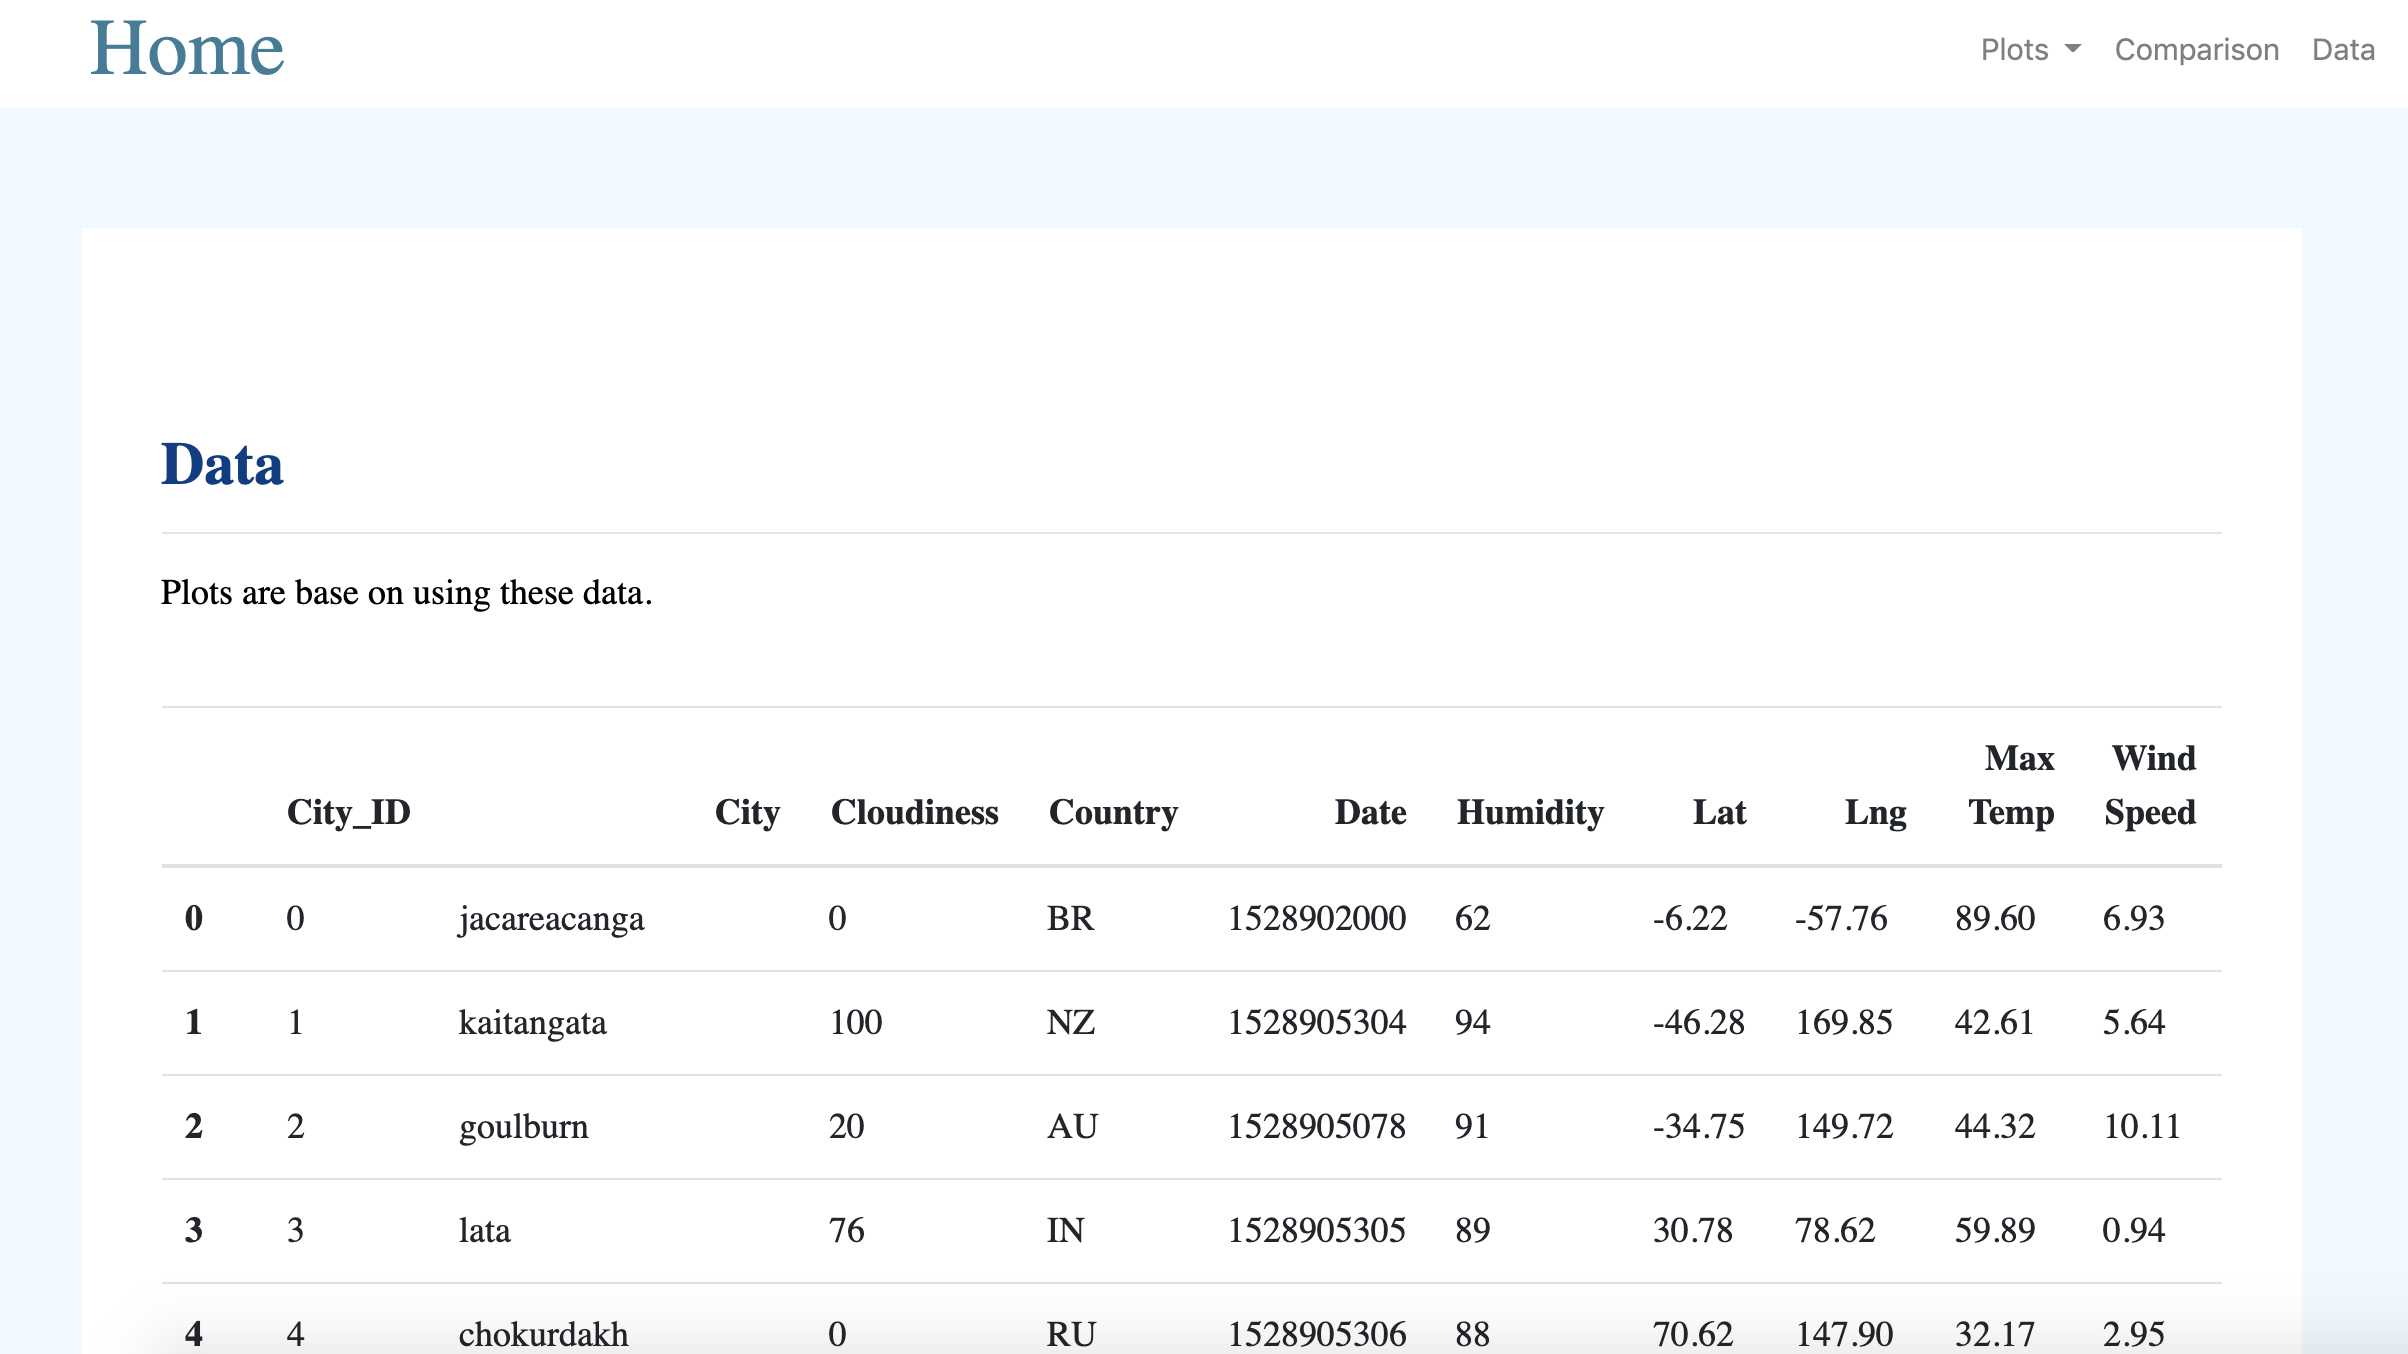 Home Plots Comparison Data
Data
Plots are base on using these data.
Max Wind
City_ID City Cloudiness Country Date Humidity Lat Lng Temp Speed
0 0 jacareacanga 0 BR 1528902000 62 -6.22 -57.76 89.60 6.93
1 1 kaitangata 100 NZ 1528905304 94 -46.28 169.85 42.61 5.64
2 2 goulburn 20 AU 1528905078 91 -34.75 149.72 44.32 10.11
3 3 lata 76 IN 1528905305 89 30.78 78.62 59.89 0.94
4 4 chokurdakh 0 RU 1528905306 88 70.62 147.90 32.17 2.95